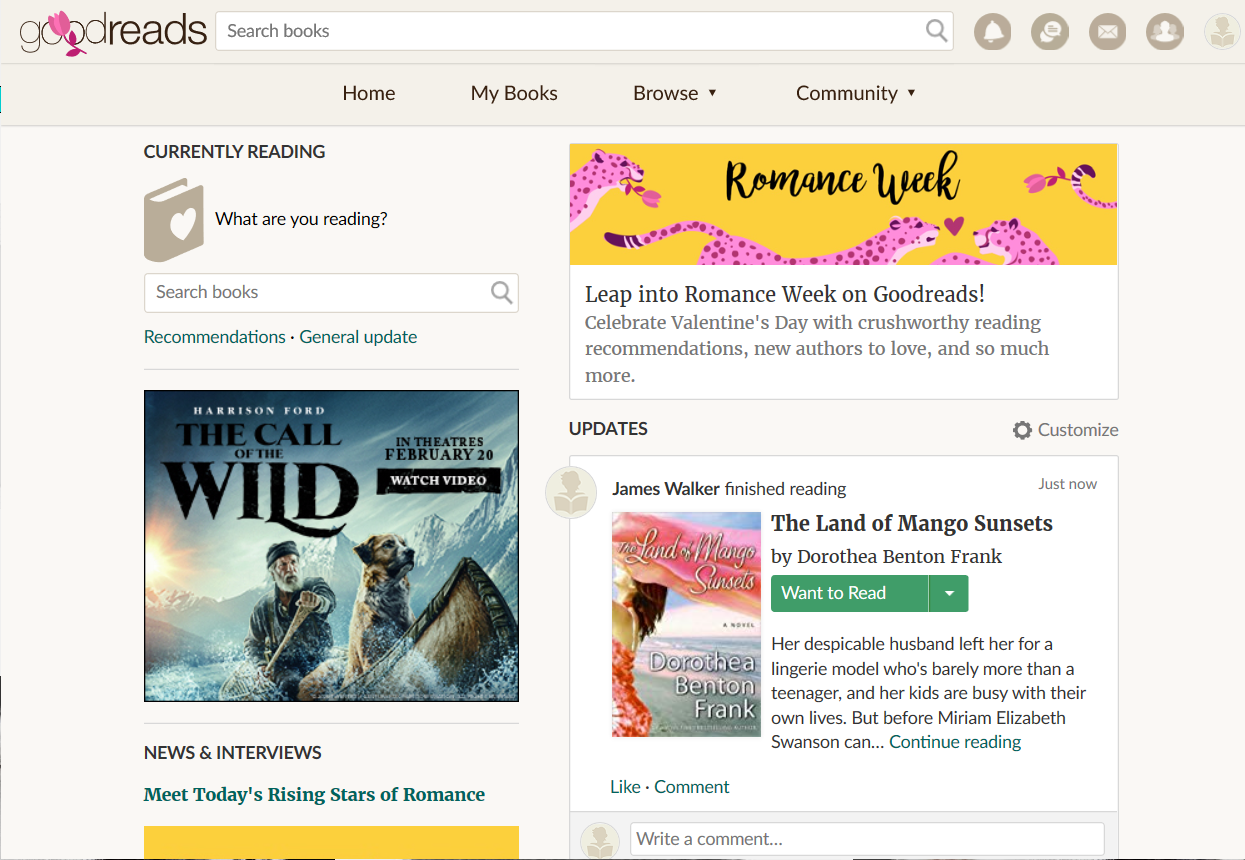 goodreads
Search books
Home
My Books
Browse ▼
Community ▼
CURRENTLY READING
What are you reading?
Search books
Recommendations · General update
HARRISON FORD
THE CALL
OF THE
WILD
IN THEATRES
FEBRUARY 20
WATCH VIDEO
NEWS & INTERVIEWS
Meet Today's Rising Stars of Romance
Romance Week
Leap into Romance Week on Goodreads!
Celebrate Valentine's Day with crushworthy reading
recommendations, new authors to love, and so much
more.
UPDATES
Customize
James Walker finished reading
Just now
The Land of Mango
Sunsets
A NOVEL
Dorothea
Benton
Frank
The Land of Mango Sunsets
by Dorothea Benton Frank
Want to Read
Her despicable husband left her for a
lingerie model who's barely more than a
teenager, and her kids are busy with their
own lives. But before Miriam Elizabeth
Swanson can... Continue reading
Like · Comment
Write a comment...